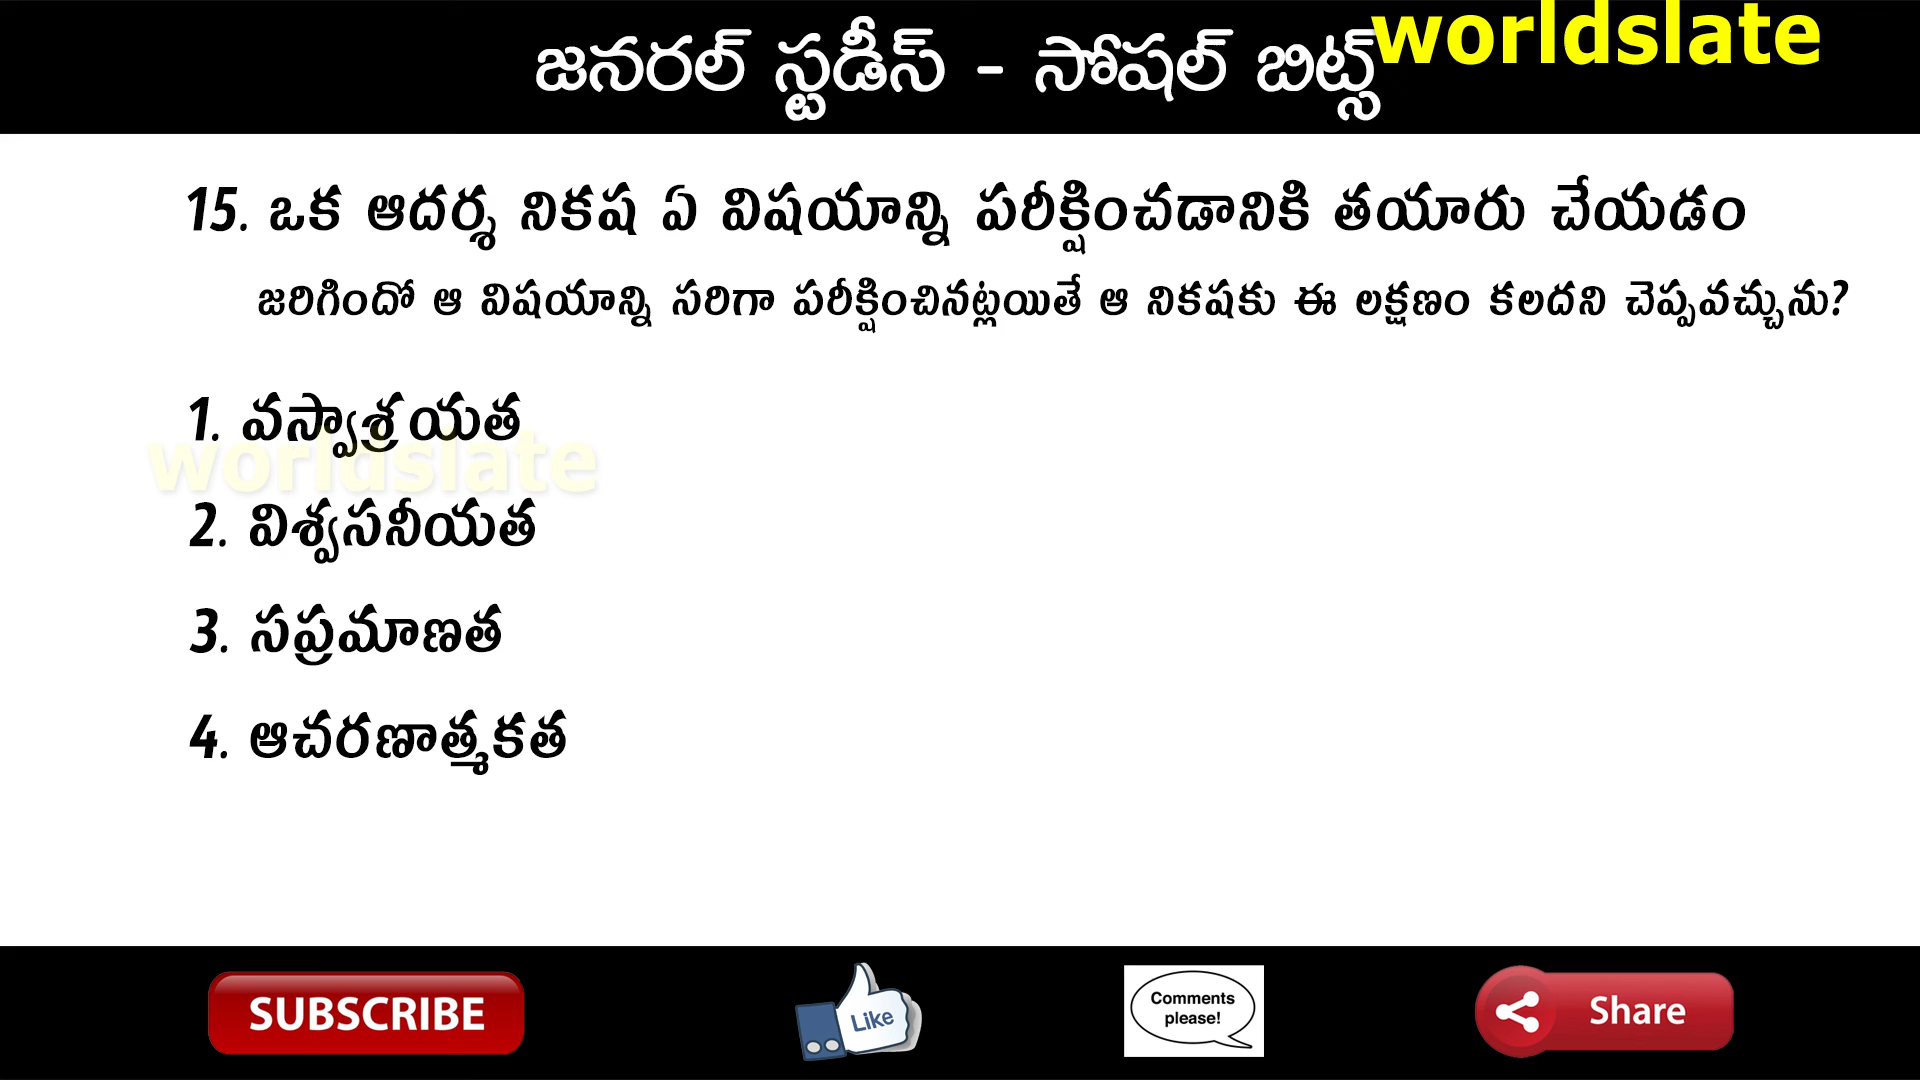 జనరల్ స్టడీస్ - సోషల్ బిట్స్
worldslate
15. ఒక ఆదర్శ నికష ఏ విషయాన్ని పరీక్షించడానికి తయారు చేయడం
జరిగిందో ఆ విషయాన్ని సరిగా పరీక్షించినట్లయితే ఆ నికషకు ఈ లక్షణం కలదని చెప్పవచ్చును?
1. వస్వాశ్రయత
worldslate
2. విశ్వసనీయత
3. సప్రమాణత
4. ఆచరణాత్మకత
SUBSCRIBE
Like
Comments
please!
Share